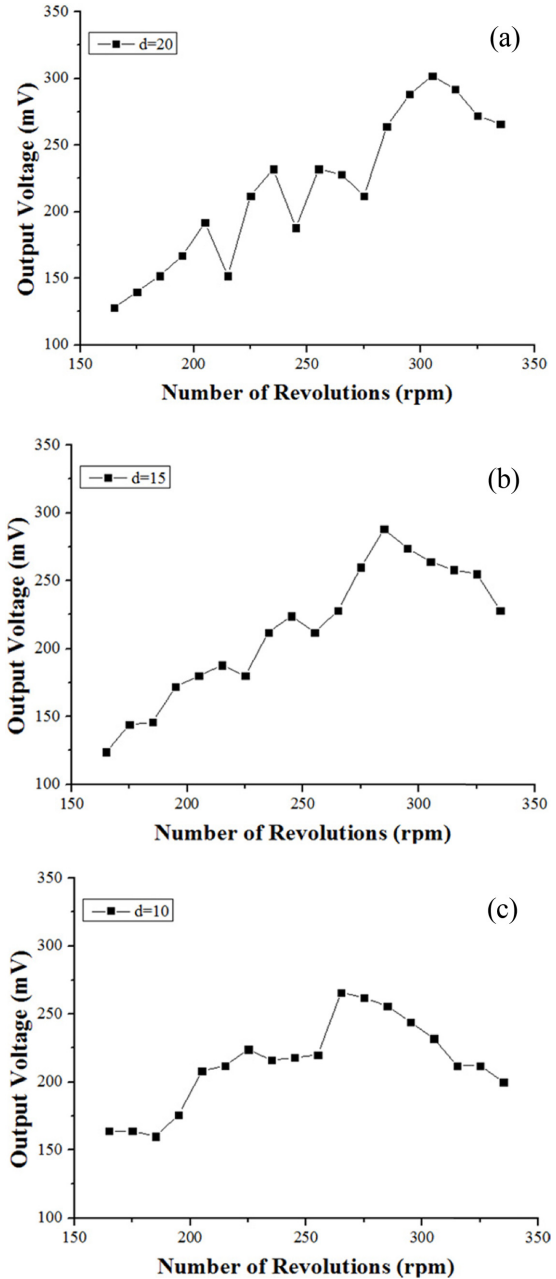 (a)
d=20
350
300
250
200
150
100
Output Voltage (mV)
150 200 250 300 350
Number of Revolutions (rpm)
(b)
d=15
350
300
250
200
150
100
Output Voltage (mV)
150 200 250 300 350
Number of Revolutions (rpm)
(c)
d=10
350
300
250
200
150
100
Output Voltage (mV)
150 200 250 300 350
Number of Revolutions (rpm)